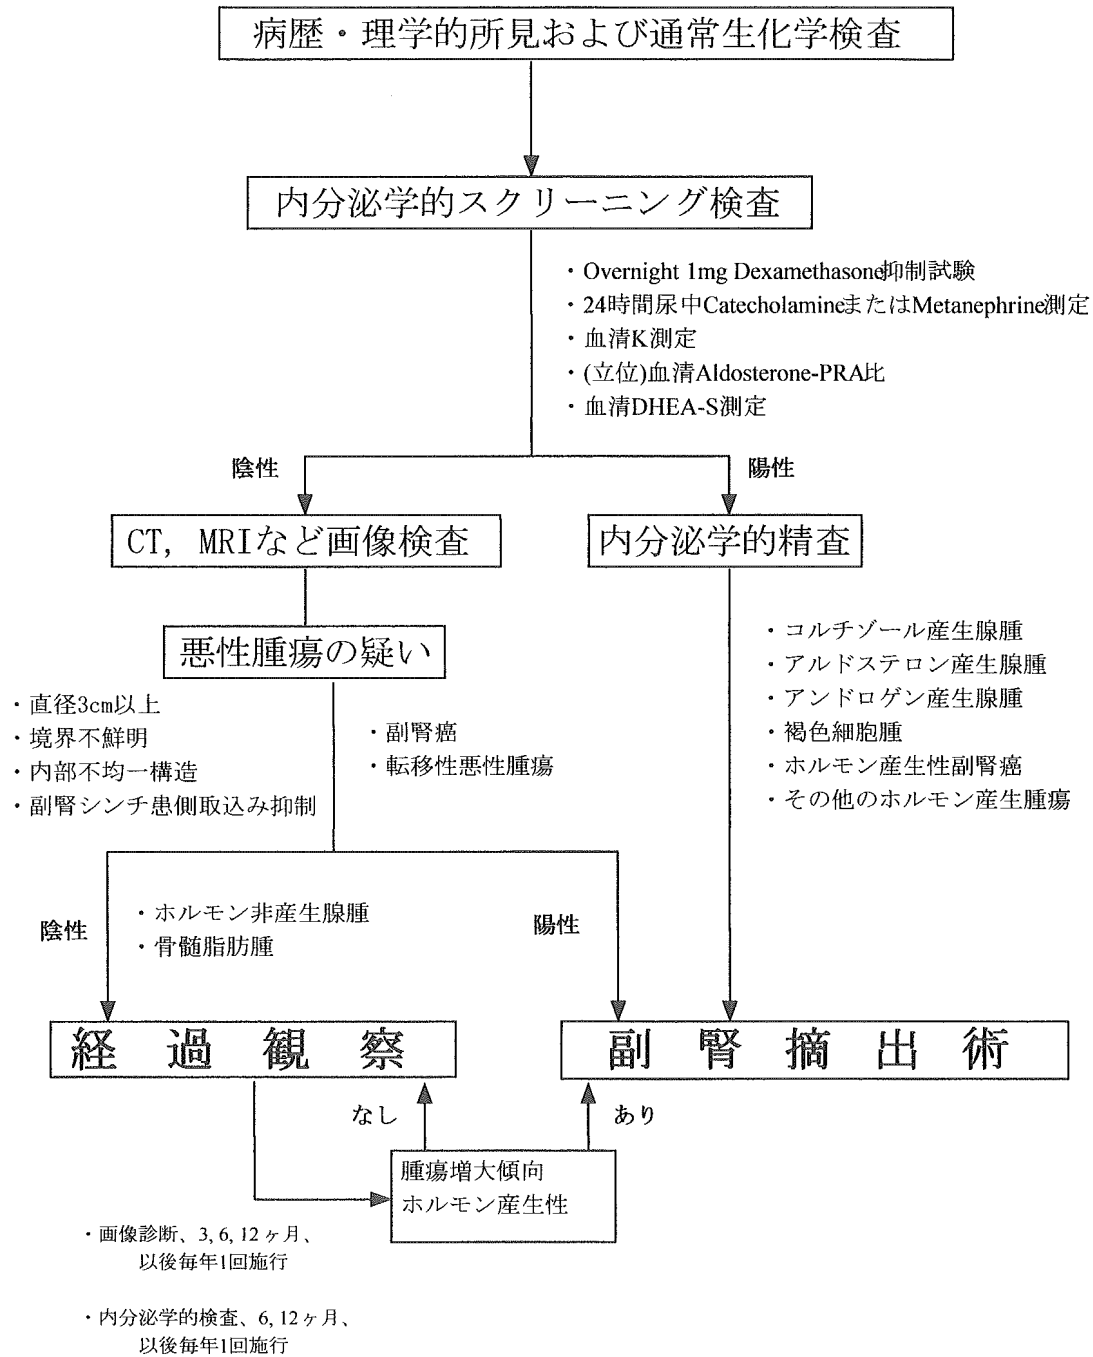 病歴・理学的所見および通常生化学検査
内分泌学的スクリーニング検査
・Overnight 1mg Dexamethasone抑制試験
・24時間尿中CatecholamineまたはMetanephrine測定
・血清K測定
・(立位)血清Aldosterone-PRA比
・血清DHEA-S測定
陰性
陽性
CT, MRIなど画像検査
内分泌学的精査
悪性腫瘍の疑い
・直径3cm以上
・境界不鮮明
・内部不均一構造
・副腎シンチ患側取込み抑制
・副腎癌
・転移性悪性腫瘍
・コルチゾール産生腺腫
・アルドステロン産生腺腫
・アンドロゲン産生腺腫
・褐色細胞腫
・ホルモン産生性副腎癌
・その他のホルモン産生腫瘍
陰性
・ホルモン非産生腺腫
・骨髄脂肪腫
陽性
経過観察
副腎摘出術
なし
あり
腫瘍増大傾向
ホルモン産生性
・画像診断、3, 6, 12ヶ月、
以後毎年1回施行
・内分泌学的検査、6, 12ヶ月、
以後毎年1回施行